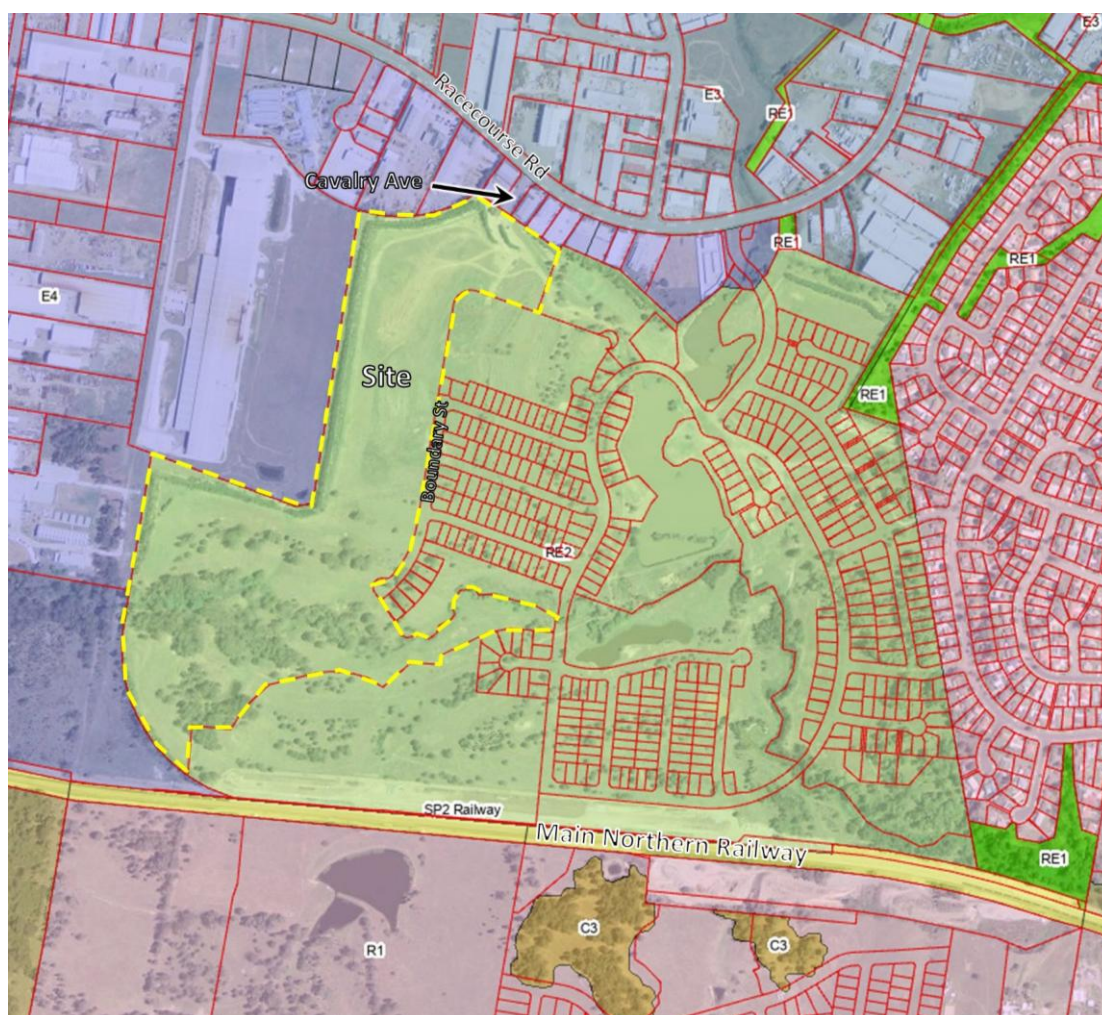 E3
Racecourse Rd
E3
RE1
Cavalry Ave
RE1
RE1
E4
Site
RE1
Boundary St
RE2
SP2 Railway
Main Northern Railway
RE1
C3
C3
R1